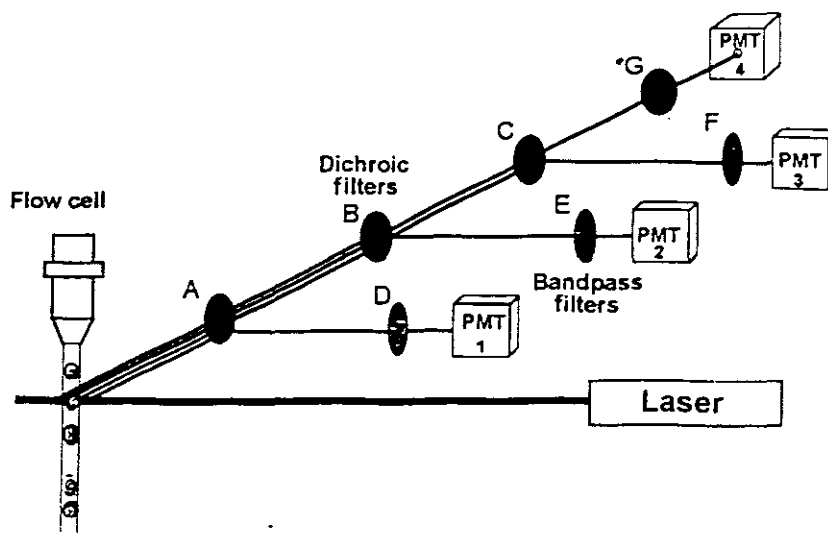 PMT
4
G
C
F
PMT
3
Dichroic
filters
Flow cell
B
E
PMT
2
A
Bandpass
filters
D
PMT
1
Laser